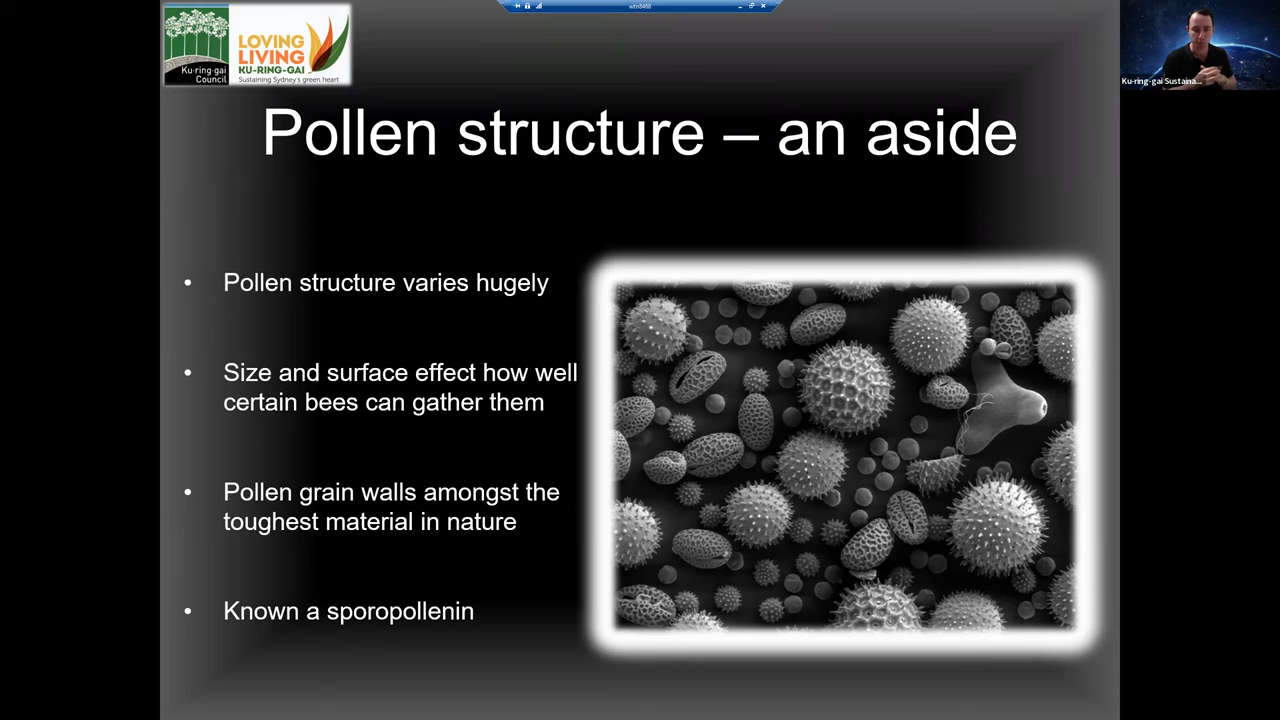 wtn8468
Ku-ring-gai
Council
LOVING
LIVING
KU-RING-GAI
Sustaining Sydney's green heart
Ku-ring-gai Sustaina...
Pollen structure – an aside
• Pollen structure varies hugely
• Size and surface effect how well
certain bees can gather them
• Pollen grain walls amongst the
toughest material in nature
• Known a sporopollenin